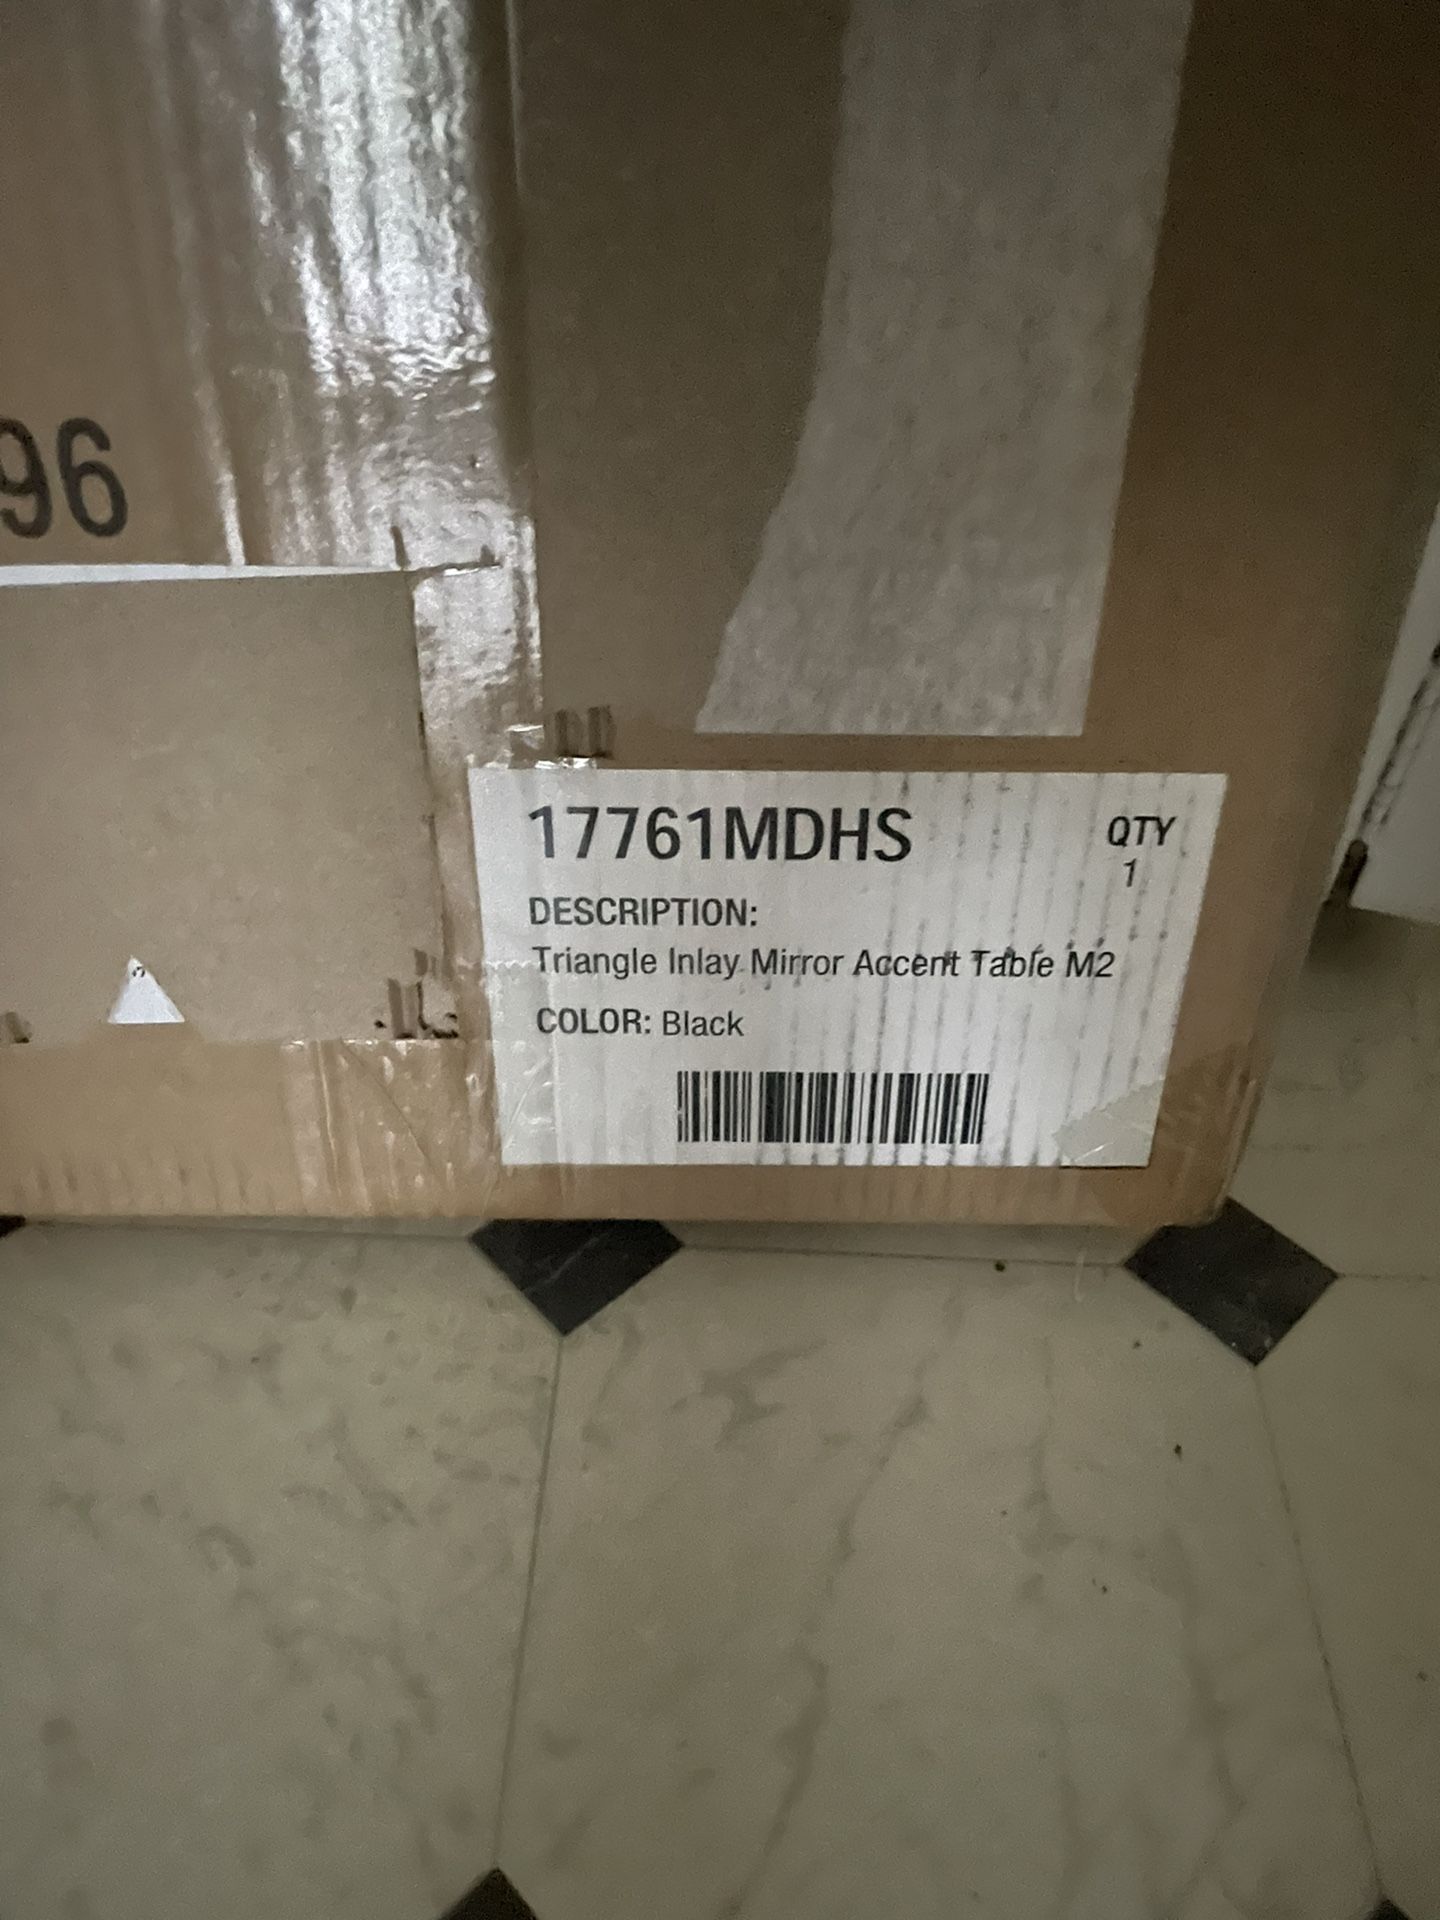 96
17761MDHS
QTY
1
DESCRIPTION:
Triangle Inlay Mirror Accent Table M2
COLOR: Black